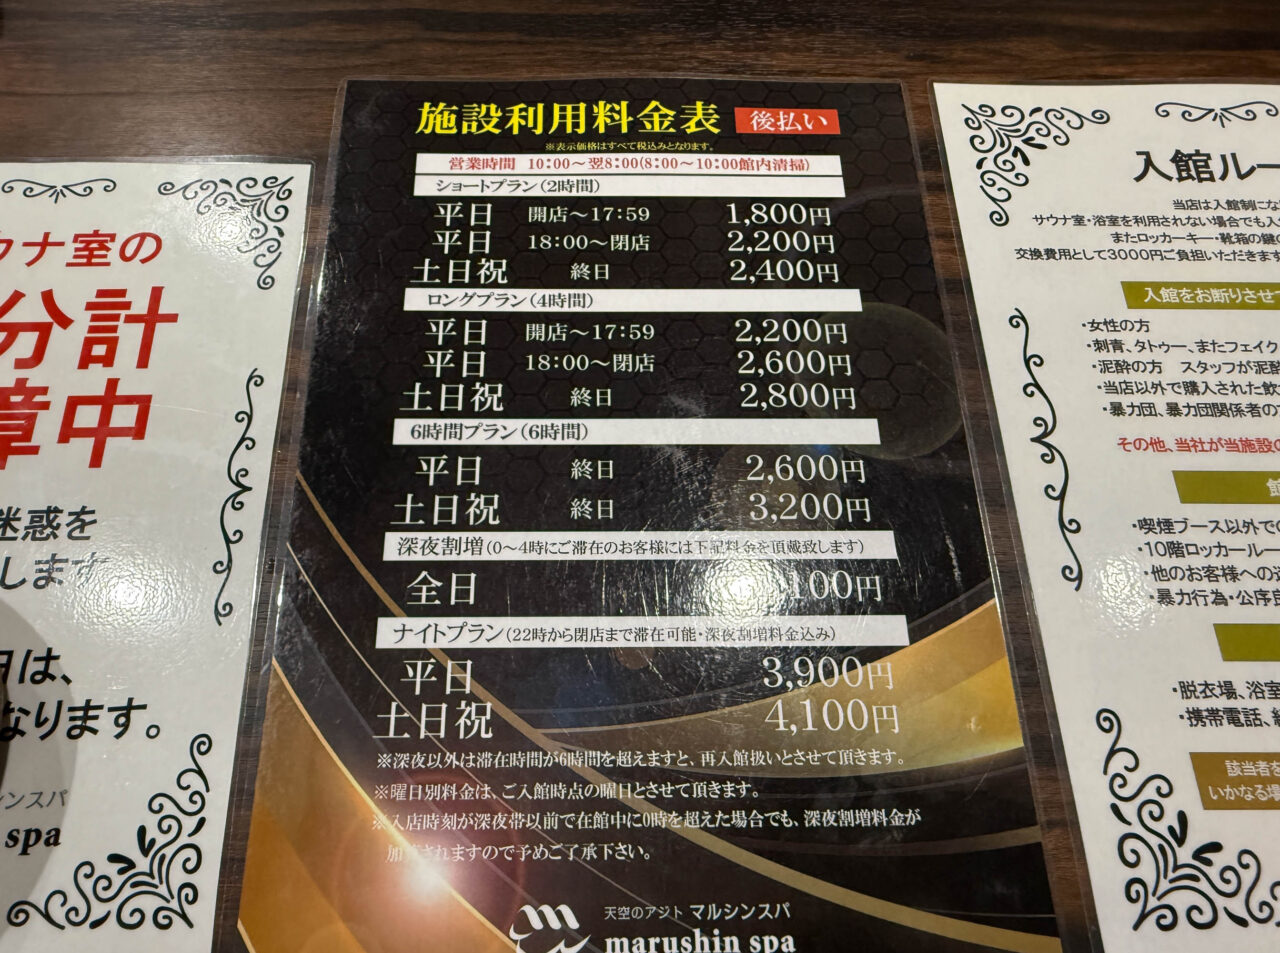 ウナ室の
分計
障中
迷惑を
します
日は、
なります。
シンスパ
spa
施設利用料金表 後払い
※表示価格はすべて税込みとなります。
営業時間 10:00〜翌8:00(8:00〜10:00館内清掃)
ショートプラン(2時間)
平日 開店〜17:59 1,800円
平日 18:00〜閉店 2,200円
土日祝 終日 2,400円
ロングプラン(4時間)
平日 開店〜17:59 2,200円
平日 18:00〜閉店 2,600円
土日祝 終日 2,800円
6時間プラン(6時間)
平日 終日 2,600円
土日祝 終日 3,200円
深夜割増(0〜4時にご滞在のお客様には下記料金を頂戴致します)
全日 100円
ナイトプラン(22時から閉店まで滞在可能・深夜割増料金込み)
平日 3,900円
土日祝 4,100円
※深夜以外は滞在時間が6時間を超えますと、再入館扱いとさせて頂きます。
※曜日別料金は、ご入館時点の曜日とさせて頂きます。
※入店時刻が深夜帯以前で在館中に0時を超えた場合でも、深夜割増料金が
加算されますので予めご了承下さい。
天空のアジト マルシンスパ
marushin spa
入館ルー
当店は入館制にな
サウナ室・浴室を利用されない場合でも入
またロッカーキー・靴箱の鍵の
交換費用として3000円ご負担いただきます
入館をお断りさせ
・女性の方
・刺青、タトゥー、またフェイク
・泥酔の方 スタッフが泥酔
・当店以外で購入された飲
・暴力団、暴力団関係者の
その他、当社が当施設の
・喫煙ブース以外での
・10階ロッカールー
・他のお客様への迷
・暴力行為・公序良
・脱衣場、浴室
・携帯電話、
該当者を
いかなる場